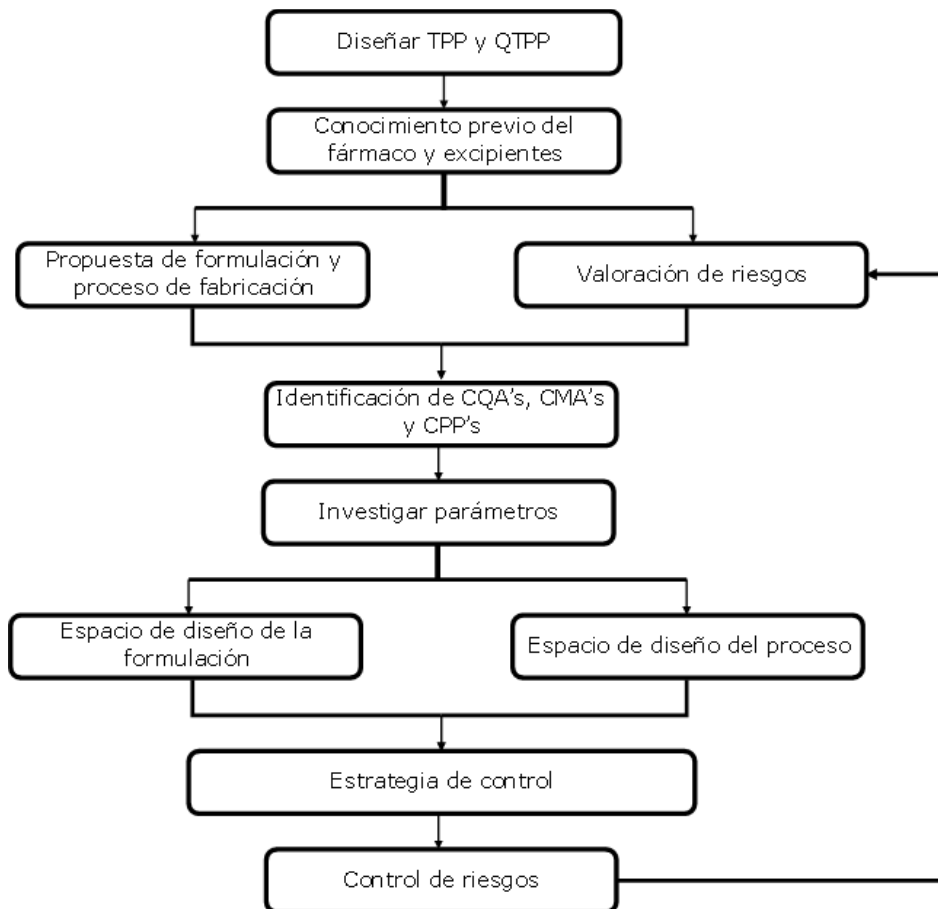 Diseñar TPP y QTPP
Conocimiento previo del
fármaco y excipientes
Propuesta de formulación y
proceso de fabricación
Valoración de riesgos
Identificación de CQA's, CMA's
y CPP's
Investigar parámetros
Espacio de diseño de la
formulación
Espacio de diseño del proceso
Estrategia de control
Control de riesgos